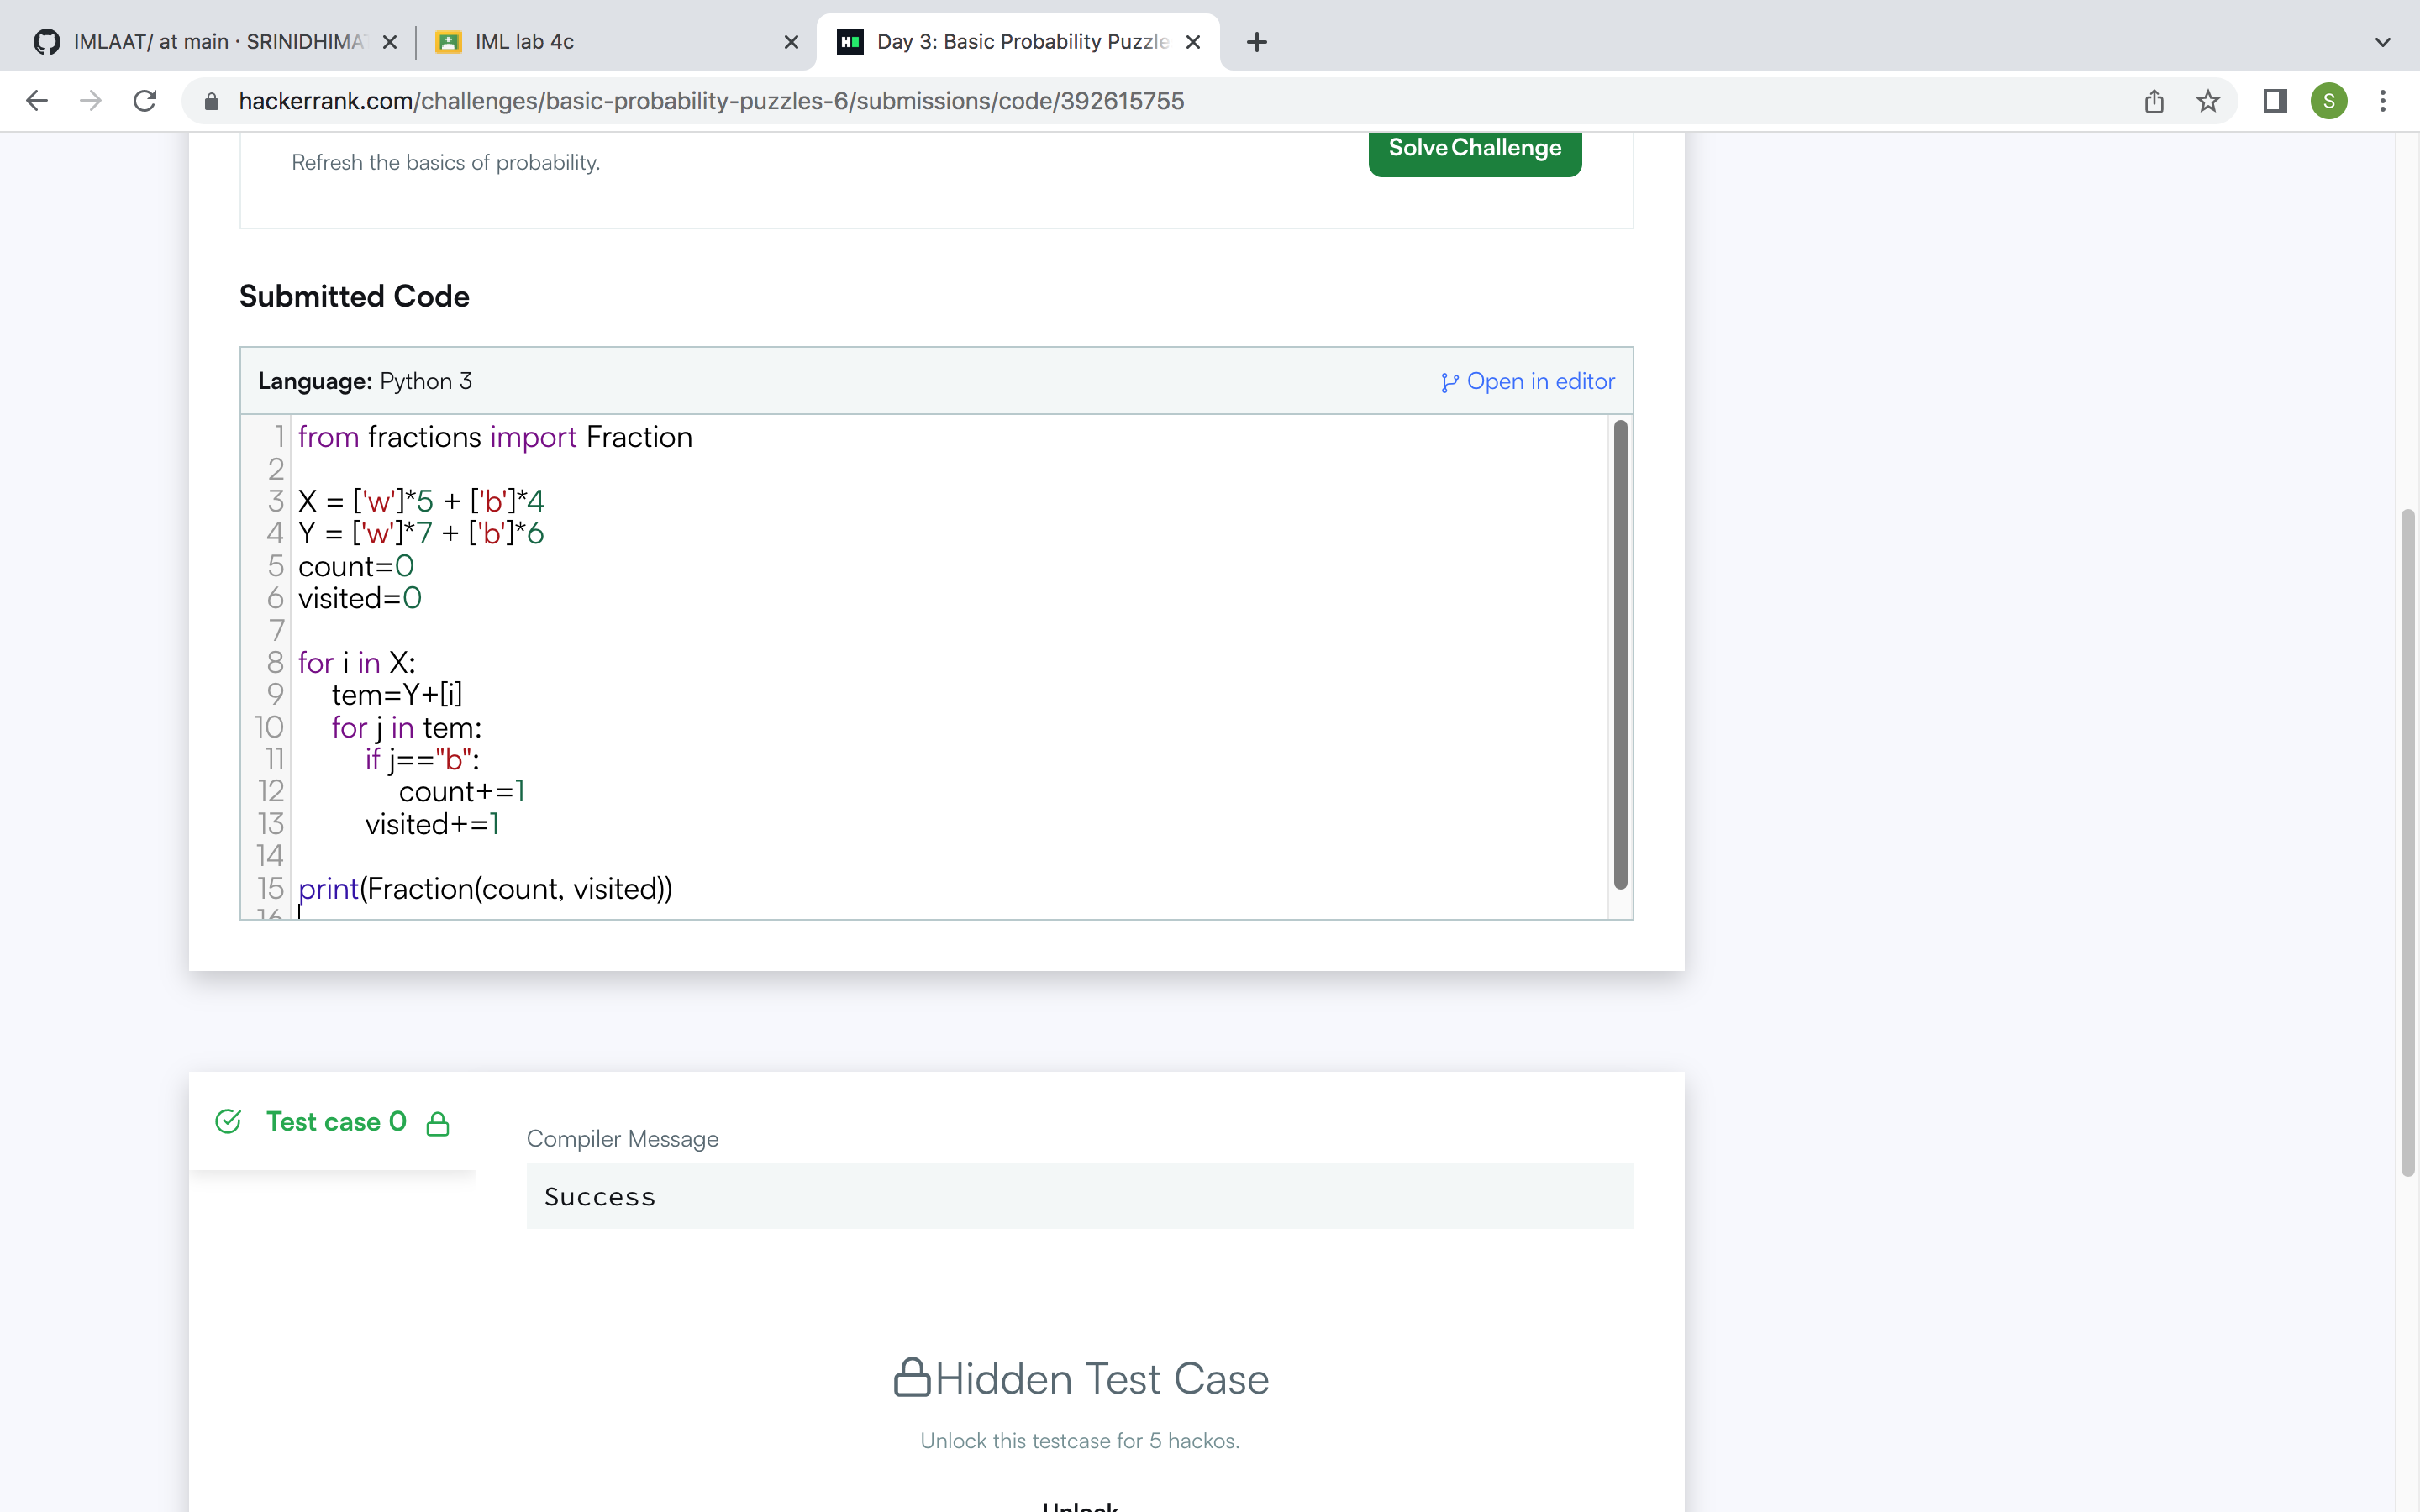 IMLAAT/ at main · SRINIDHIMA
IML lab 4c
Day 3: Basic Probability Puzzle
hackerrank.com/challenges/basic-probability-puzzles-6/submissions/code/392615755
S
Refresh the basics of probability.
Solve Challenge
Submitted Code
Language: Python 3
Open in editor
1 from fractions import Fraction
2
3 X = ['w']*5 + ['b']*4
4 Y = ['w']*7 + ['b']*6
5 count=0
6 visited=0
7
8 for i in X:
9 tem=Y+[i]
10 for j in tem:
11 if j=="b":
12 count+=1
13 visited+=1
14
15 print(Fraction(count, visited))
16
Test case 0
Compiler Message
Success
Hidden Test Case
Unlock this testcase for 5 hackos.
Unlock